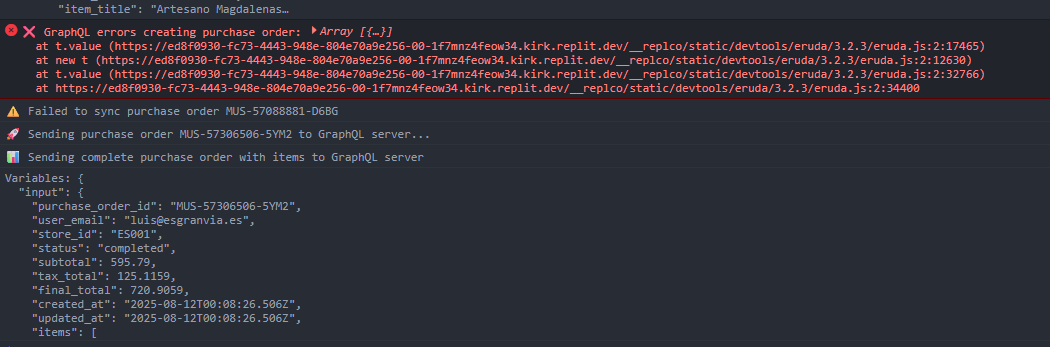 "item_title": "Artesano Magdalenas…
❌ GraphQL errors creating purchase order: ▶Array [{…}]
at t.value (https://ed8f0930-fc73-4443-948e-804e70a9e256-00-1f7mnz4feow34.kirk.replit.dev/__replco/static/devtools/eruda/3.2.3/eruda.js:2:17465)
at new t (https://ed8f0930-fc73-4443-948e-804e70a9e256-00-1f7mnz4feow34.kirk.replit.dev/__replco/static/devtools/eruda/3.2.3/eruda.js:2:12630)
at t.value (https://ed8f0930-fc73-4443-948e-804e70a9e256-00-1f7mnz4feow34.kirk.replit.dev/__replco/static/devtools/eruda/3.2.3/eruda.js:2:32766)
at https://ed8f0930-fc73-4443-948e-804e70a9e256-00-1f7mnz4feow34.kirk.replit.dev/__replco/static/devtools/eruda/3.2.3/eruda.js:2:34400
⚠️ Failed to sync purchase order MUS-57088881-D6BG
🚀 Sending purchase order MUS-57306506-5YM2 to GraphQL server...
📊 Sending complete purchase order with items to GraphQL server
Variables: {
"input": {
"purchase_order_id": "MUS-57306506-5YM2",
"user_email": "luis@esgranvia.es",
"store_id": "ES001",
"status": "completed",
"subtotal": 595.79,
"tax_total": 125.1159,
"final_total": 720.9059,
"created_at": "2025-08-12T00:08:26.506Z",
"updated_at": "2025-08-12T00:08:26.506Z",
"items": [